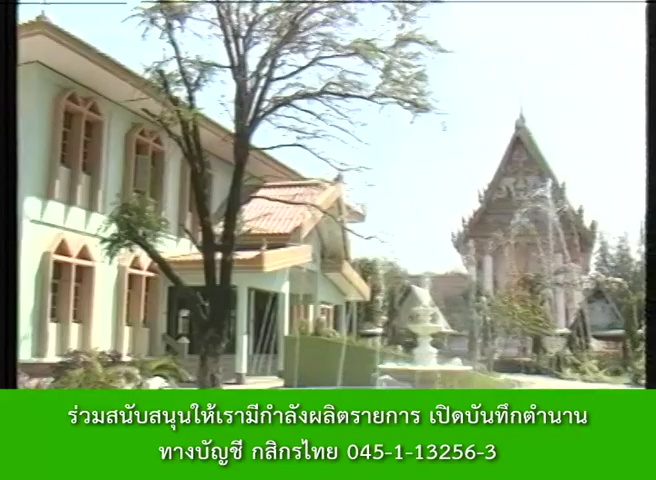 ร่วมสนับสนุนให้เรามีกำลังผลิตรายการ เปิดบันทึกตำนาน
ทางบัญชี กสิกรไทย 045-1-13256-3